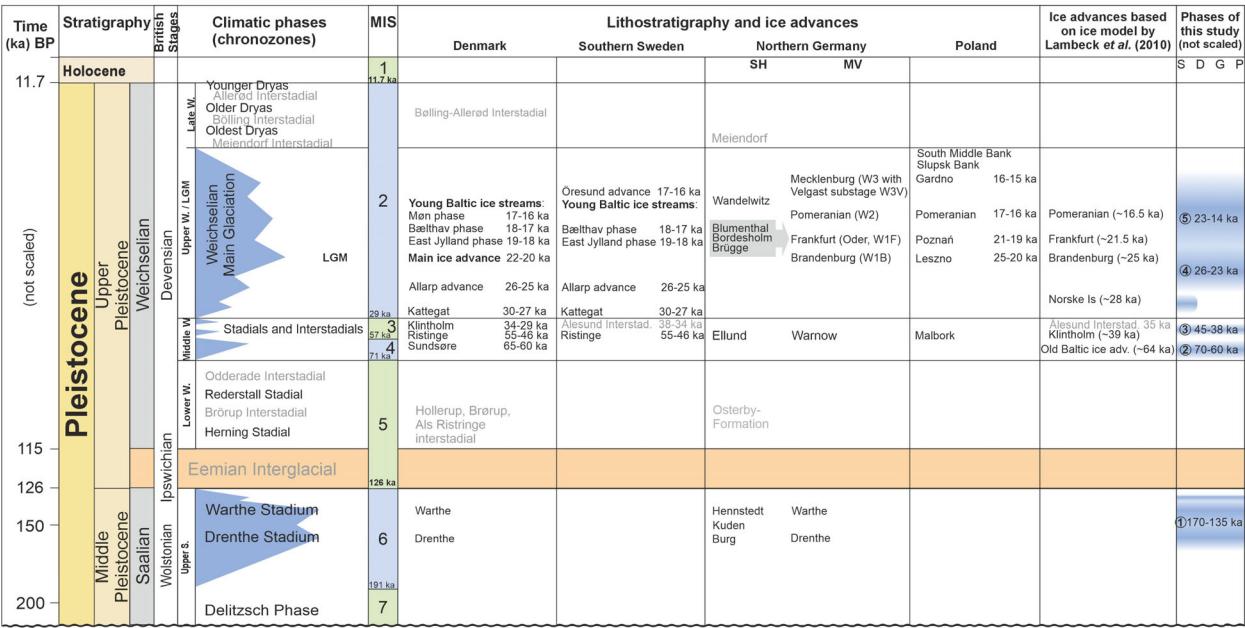 Time
(ka) BP
Stratigraphy
British
Stages
Climatic phases
(chronozones)
MIS
Lithostratigraphy and ice advances
Denmark
Southern Sweden
Northern Germany
Poland
SH
MV
Ice advances based
on ice model by
Lambeck et al. (2010)
Phases of
this study
(not scaled)
S D G P
Holocene
1
11.7 ka
11.7
(not scaled)
115
126
150
200
Pleistocene
Upper
Pleistocene
Middle
Pleistocene
Weichselian
Saalian
Devensian
Ipswichian
Wolstonian
Late W.
Upper W. / LGM
Middle W
Lower W.
Upper S.
Younger Dryas
Allerød Interstadial
Older Dryas
Bölling Interstadial
Oldest Dryas
Meiendorf Interstadial
Weichselian
Main Glaciation
LGM
Stadials and Interstadials
Odderade Interstadial
Rederstall Stadial
Brörup Interstadial
Herning Stadial
Eemian Interglacial
Warthe Stadium
Drenthe Stadium
Delitzsch Phase
2
29 ka
3
57 ka
4
71 ka
5
126 ka
6
191 ka
7
Bølling-Allerød Interstadial
Young Baltic ice streams:
Møn phase 17-16 ka
Bælthav phase 18-17 ka
East Jylland phase 19-18 ka
Main ice advance 22-20 ka
Allarp advance 26-25 ka
Kattegat 30-27 ka
Klintholm 34-29 ka
Ristinge 55-46 ka
Sundsøre 65-60 ka
Hollerup, Brørup,
Als Ristringe
interstadial
Warthe
Drenthe
Öresund advance 17-16 ka
Young Baltic ice streams:
Bælthav phase 18-17 ka
East Jylland phase 19-18 ka
Allarp advance 26-25 ka
Kattegat 30-27 ka
Ålesund Interstad. 38-34 ka
Ristinge 55-46 ka
Meiendorf
Wandelwitz
Blumenthal
Bordesholm
Brügge
Ellund
Osterby-
Formation
Hennstedt
Kuden
Burg
Mecklenburg (W3 with
Velgast substage W3V)
Pomeranian (W2)
Frankfurt (Oder, W1F)
Brandenburg (W1B)
Warnow
Warthe
Drenthe
South Middle Bank
Slupsk Bank
Gardno 16-15 ka
Pomeranian 17-16 ka
Poznań 21-19 ka
Leszno 25-20 ka
Malbork
Pomeranian (~16.5 ka)
Frankfurt (~21.5 ka)
Brandenburg (~25 ka)
Norske Is (~28 ka)
Ålesund Interstad. 35 ka
Klintholm (~39 ka)
Old Baltic ice adv. (~64 ka)
⑤ 23-14 ka
④ 26-23 ka
③ 45-38 ka
② 70-60 ka
①170-135 ka